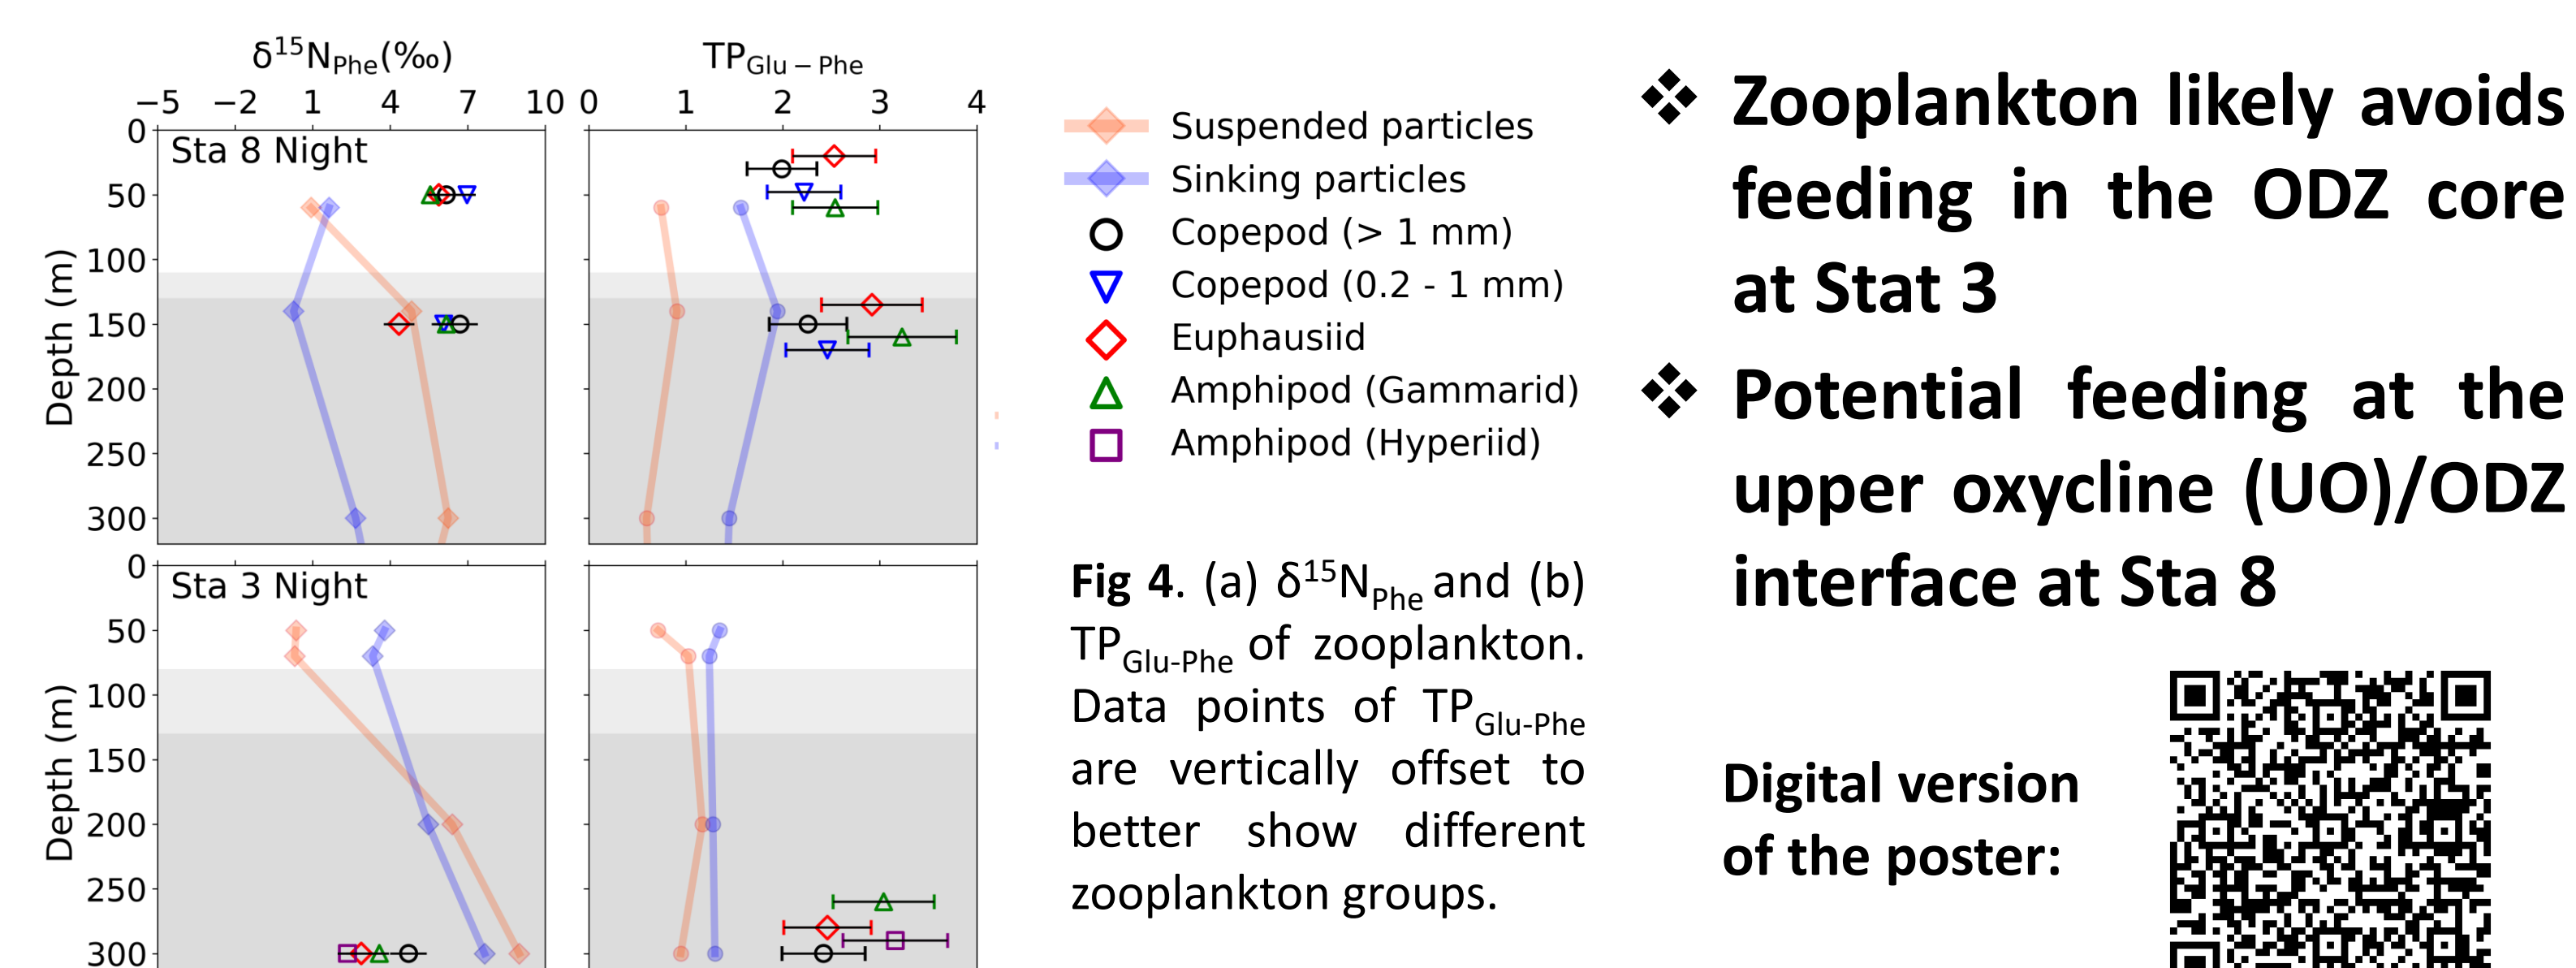 δ¹⁵N_Phe(‰)
TP_Glu – Phe
−5 −2 1 4 7 10
0 1 2 3 4
Sta 8 Night
0
50
100
150
200
250
300
Depth (m)
Sta 3 Night
0
50
100
150
200
250
300
Depth (m)
Suspended particles
Sinking particles
Copepod (> 1 mm)
Copepod (0.2 - 1 mm)
Euphausiid
Amphipod (Gammarid)
Amphipod (Hyperiid)
Fig 4. (a) δ¹⁵N_Phe and (b)
TP_Glu-Phe of zooplankton.
Data points of TP_Glu-Phe
are vertically offset to
better show different
zooplankton groups.
❖ Zooplankton likely avoids
feeding in the ODZ core
at Stat 3
❖ Potential feeding at the
upper oxycline (UO)/ODZ
interface at Sta 8
Digital version
of the poster: